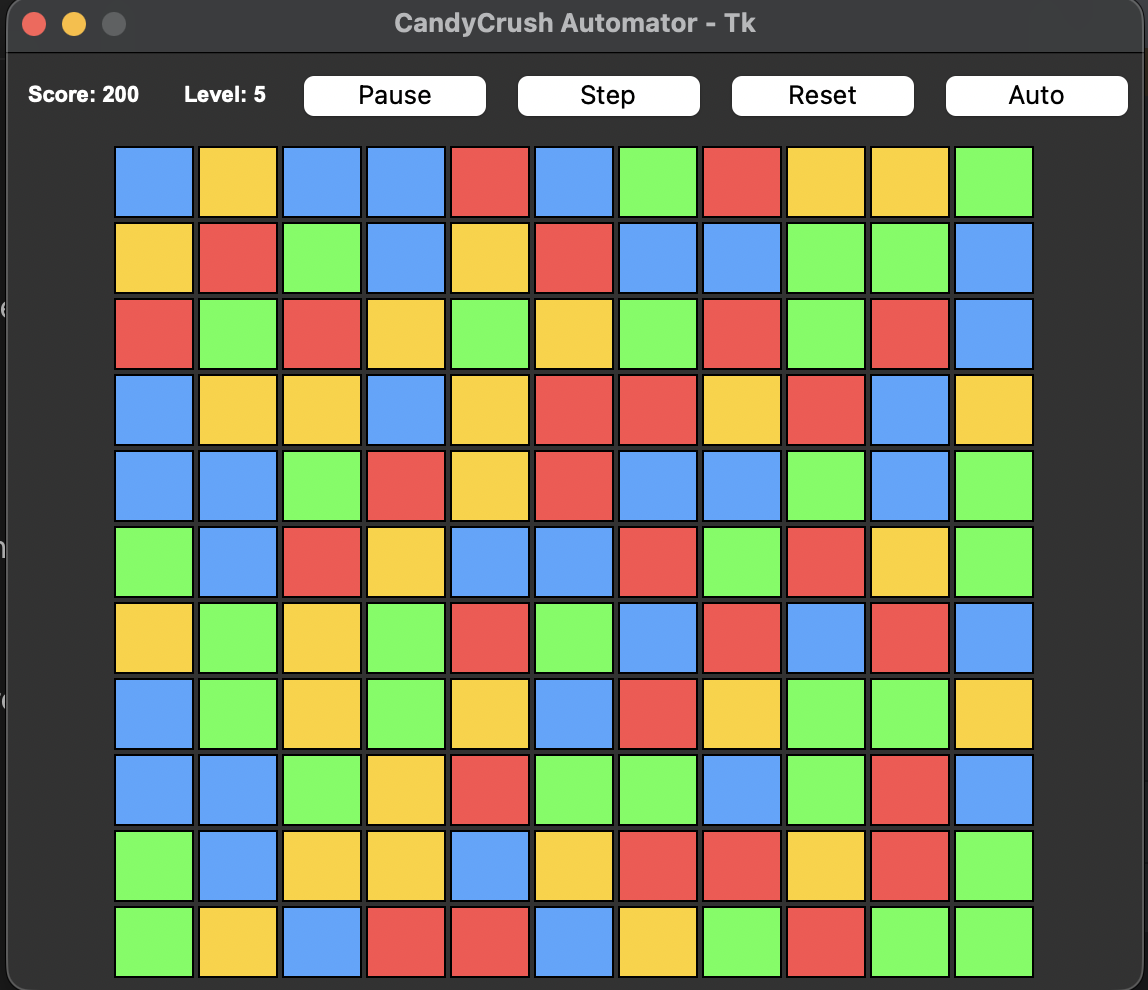 CandyCrush Automator - Tk
Score: 200 Level: 5 Pause Step Reset Auto